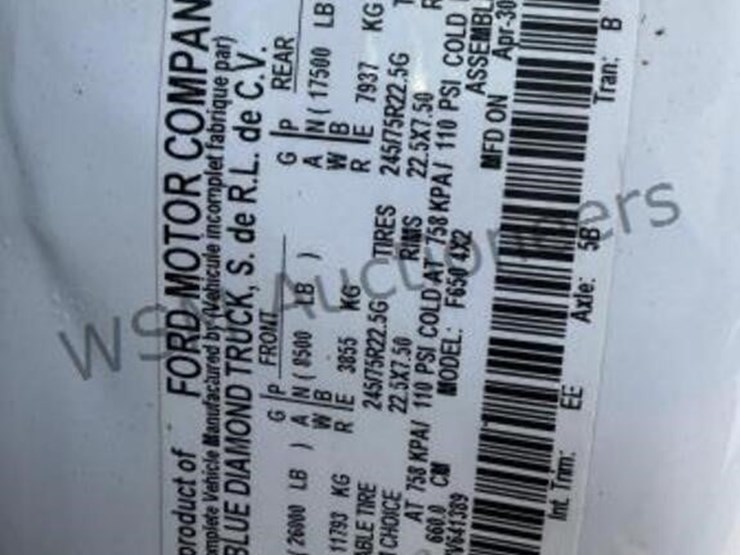 product of FORD MOTOR COMPAN
mplete Vehicle Manufactured by (Vehicule incomplet fabrique par)
BLUE DIAMOND TRUCK, S. de R.L. de C.V.
FRONT REAR
( 26000 LB ) G P A N ( 8500 LB ) G P A N ( 17500 LB
11793 KG W B R E 3855 KG W B R E 7937 KG
ABLE TIRE 245/75R22.5G TIRES 245/75R22.5G
CHOICE 22.5X7.50 RIMS 22.5X7.50
AT 758 KPA/ 110 PSI COLD AT 758 KPA/ 110 PSI COLD
660.0 CM MODEL: F650 4X2 ASSEMBL
V641389 MFD ON Apr-30
Int. Trim: EE Axle: 5B Tran: B